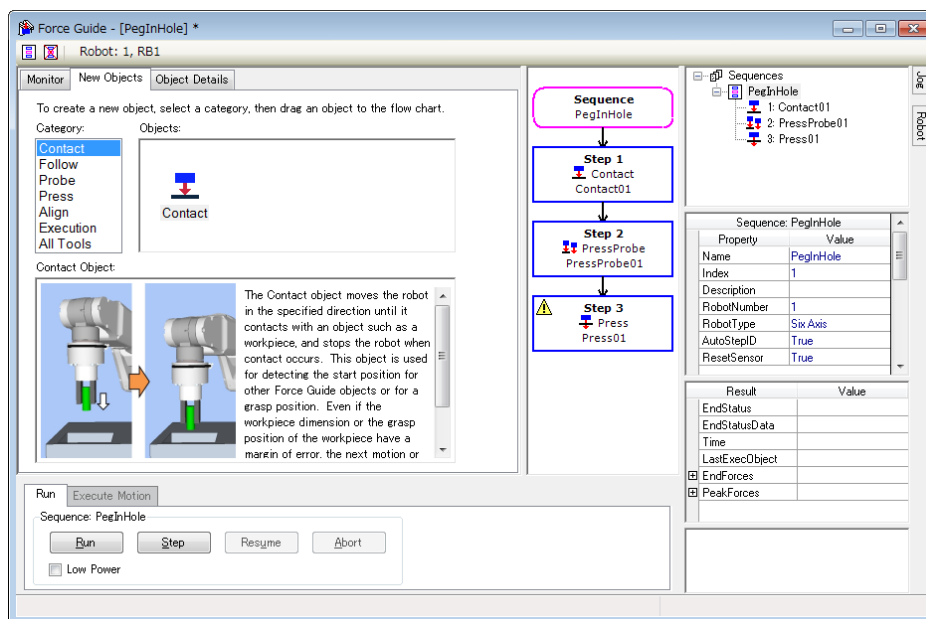 Force Guide - [PegInHole] *
Robot: 1, RB1
Monitor
New Objects
Object Details
To create a new object, select a category, then drag an object to the flow chart.
Category:
Objects:
Contact
Follow
Probe
Press
Align
Execution
All Tools
Contact
Contact Object:
The Contact object moves the robot
in the specified direction until it
contacts with an object such as a
workpiece, and stops the robot when
contact occurs. This object is used
for detecting the start position for
other Force Guide objects or for a
grasp position. Even if the
workpiece dimension or the grasp
position of the workpiece have a
margin of error, the next motion or
Sequence
PegInHole
Step 1
Contact
Contact01
Step 2
PressProbe
PressProbe01
Step 3
Press
Press01
Sequences
PegInHole
1: Contact01
2: PressProbe01
3: Press01
Jog
Robot
Sequence: PegInHole
Property Value
Name PegInHole
Index 1
Description
RobotNumber 1
RobotType SixAxis
AutoStepID True
ResetSensor True
Result Value
EndStatus
EndStatusData
Time
LastExecObject
EndForces
PeakForces
Run
Execute Motion
Sequence: PegInHole
Run
Step
Resume
Abort
Low Power